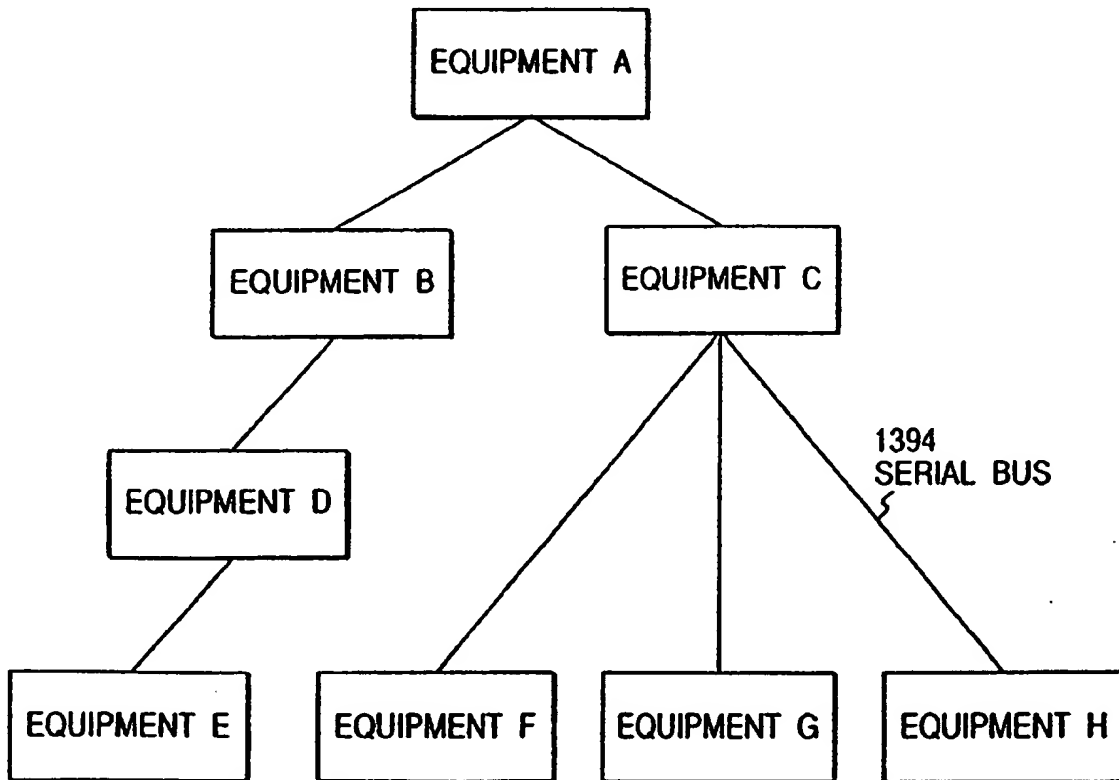 EQUIPMENT A
EQUIPMENT B
EQUIPMENT C
1394
SERIAL BUS
EQUIPMENT D
EQUIPMENT E
EQUIPMENT F
EQUIPMENT G
EQUIPMENT H